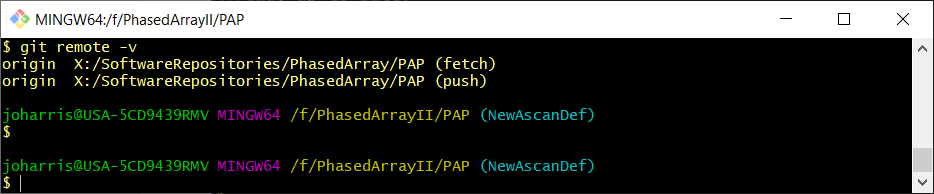 MINGW64:/f/PhasedArrayII/PAP
$ git remote -v
origin  X:/SoftwareRepositories/PhasedArray/PAP (fetch)
origin  X:/SoftwareRepositories/PhasedArray/PAP (push)
joharris@USA-5CD9439RMV MINGW64 /f/PhasedArrayII/PAP (NewAscanDef)
$
joharris@USA-5CD9439RMV MINGW64 /f/PhasedArrayII/PAP (NewAscanDef)
$